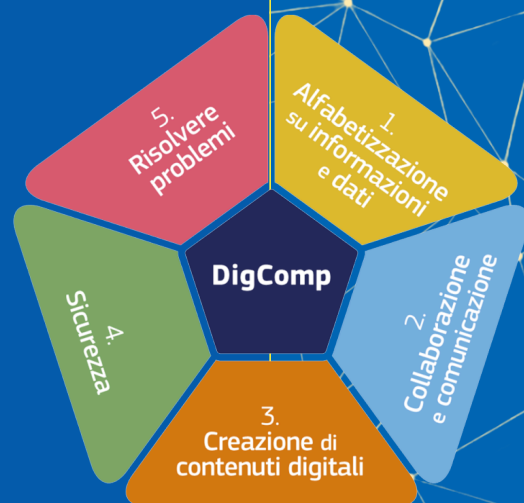 DigComp
1.
Alfabetizzazione
su informazioni
e dati
2.
Collaborazione
e comunicazione
3.
Creazione di
contenuti digitali
4.
Sicurezza
5.
Risolvere
problemi